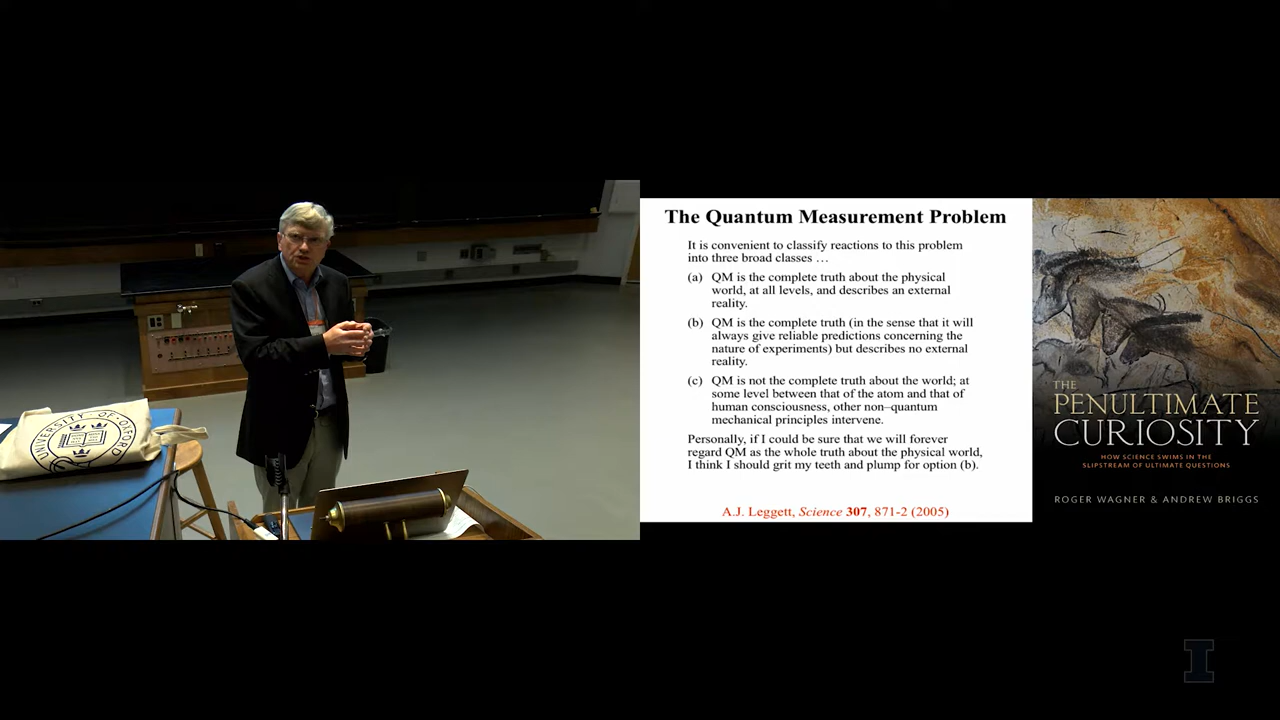 UNIVERSITY OF OXFORD
The Quantum Measurement Problem
It is convenient to classify reactions to this problem
into three broad classes …
(a) QM is the complete truth about the physical
world, at all levels, and describes an external
reality.
(b) QM is the complete truth (in the sense that it will
always give reliable predictions concerning the
nature of experiments) but describes no external
reality.
(c) QM is not the complete truth about the world; at
some level between that of the atom and that of
human consciousness, other non–quantum
mechanical principles intervene.
Personally, if I could be sure that we will forever
regard QM as the whole truth about the physical world,
I think I should grit my teeth and plump for option (b).
A.J. Leggett, Science 307, 871-2 (2005)
THE
PENULTIMATE
CURIOSITY
HOW SCIENCE SWIMS IN THE
SLIPSTREAM OF ULTIMATE QUESTIONS
ROGER WAGNER & ANDREW BRIGGS
I